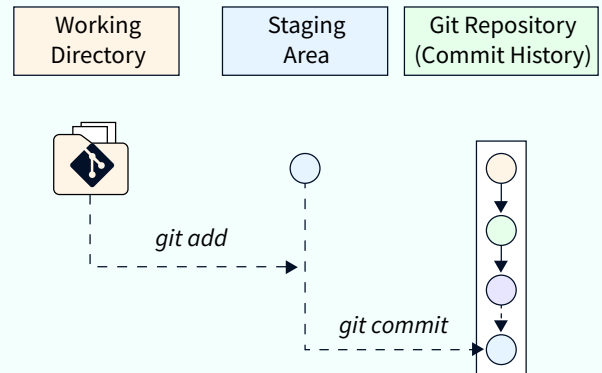 Working
Directory
Staging
Area
Git Repository
(Commit History)
git add
git commit